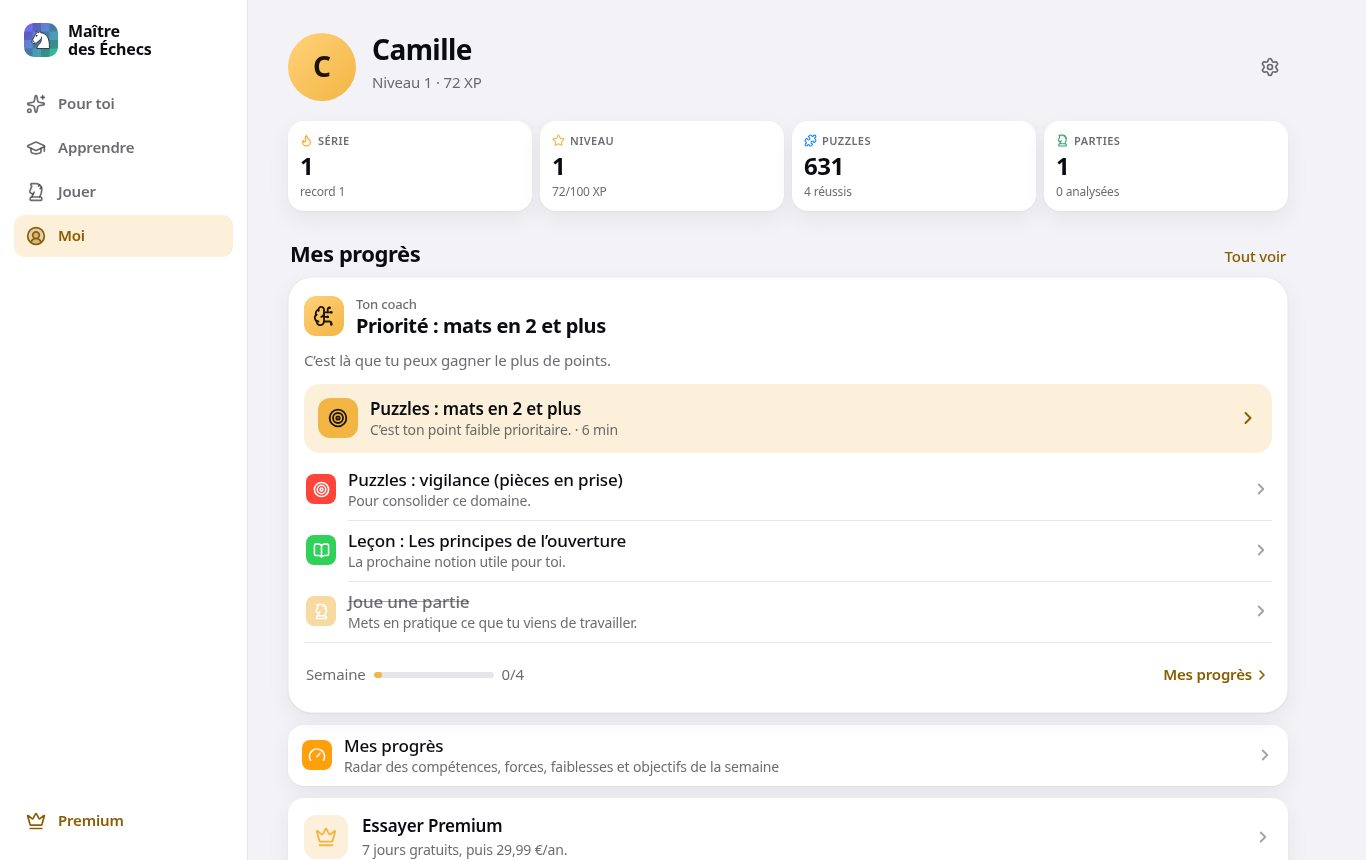 Maître
des Échecs
Pour toi
Apprendre
Jouer
Moi
Premium
C
Camille
Niveau 1 · 72 XP
SÉRIE
1
record 1
NIVEAU
1
72/100 XP
PUZZLES
631
4 réussis
PARTIES
1
0 analysées
Mes progrès
Tout voir
Ton coach
Priorité : mats en 2 et plus
C’est là que tu peux gagner le plus de points.
Puzzles : mats en 2 et plus
C’est ton point faible prioritaire. · 6 min
Puzzles : vigilance (pièces en prise)
Pour consolider ce domaine.
Leçon : Les principes de l’ouverture
La prochaine notion utile pour toi.
Joue une partie
Mets en pratique ce que tu viens de travailler.
Semaine 0/4
Mes progrès
Mes progrès
Radar des compétences, forces, faiblesses et objectifs de la semaine
Essayer Premium
7 jours gratuits, puis 29,99 €/an.